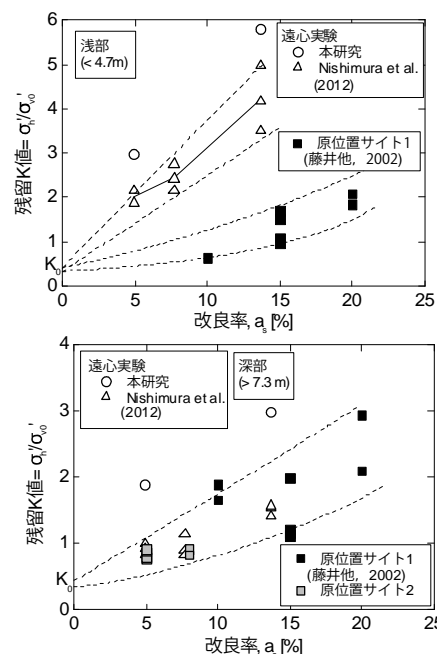 浅部
(< 4.7m)
遠心実験
本研究
Nishimura et al.
(2012)
原位置サイト1
(藤井他, 2002)
残留K値= σh/σv0'
6
5
4
3
2
1
K0
0
0 5 10 15 20 25
改良率, as [%]
遠心実験
本研究
Nishimura et al.
(2012)
深部
(> 7.3 m)
原位置サイト1
(藤井他, 2002)
原位置サイト2
残留K値= σh/σv0'
4
3
2
1
K0
0
0 5 10 15 20 25
改良率, as [%]